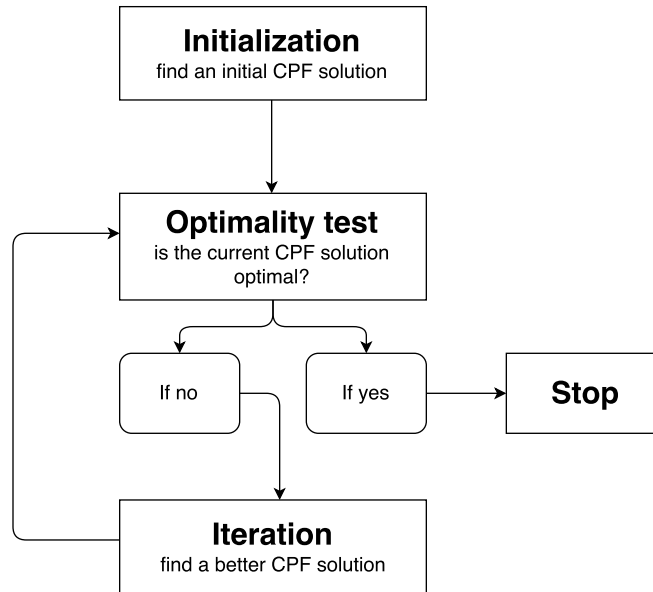 Initialization
find an initial CPF solution
Optimality test
is the current CPF solution
optimal?
If no
If yes
Stop
Iteration
find a better CPF solution